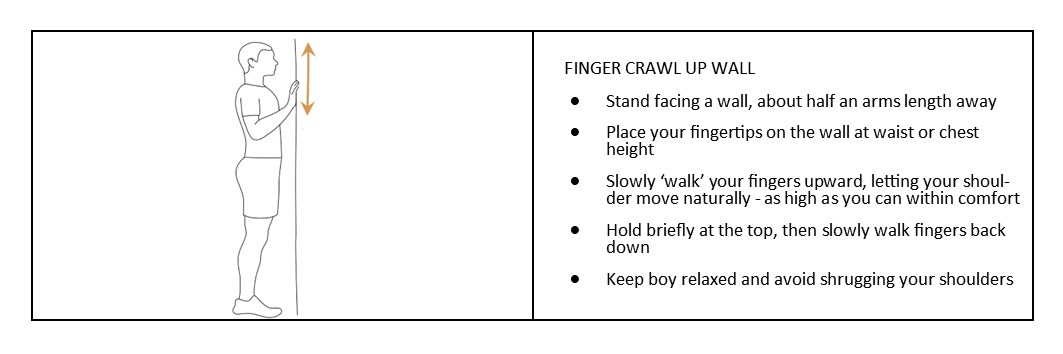 FINGER CRAWL UP WALL
● Stand facing a wall, about half an arms length away
● Place your fingertips on the wall at waist or chest
height
● Slowly ‘walk’ your fingers upward, letting your shoul-
der move naturally - as high as you can within comfort
● Hold briefly at the top, then slowly walk fingers back
down
● Keep boy relaxed and avoid shrugging your shoulders